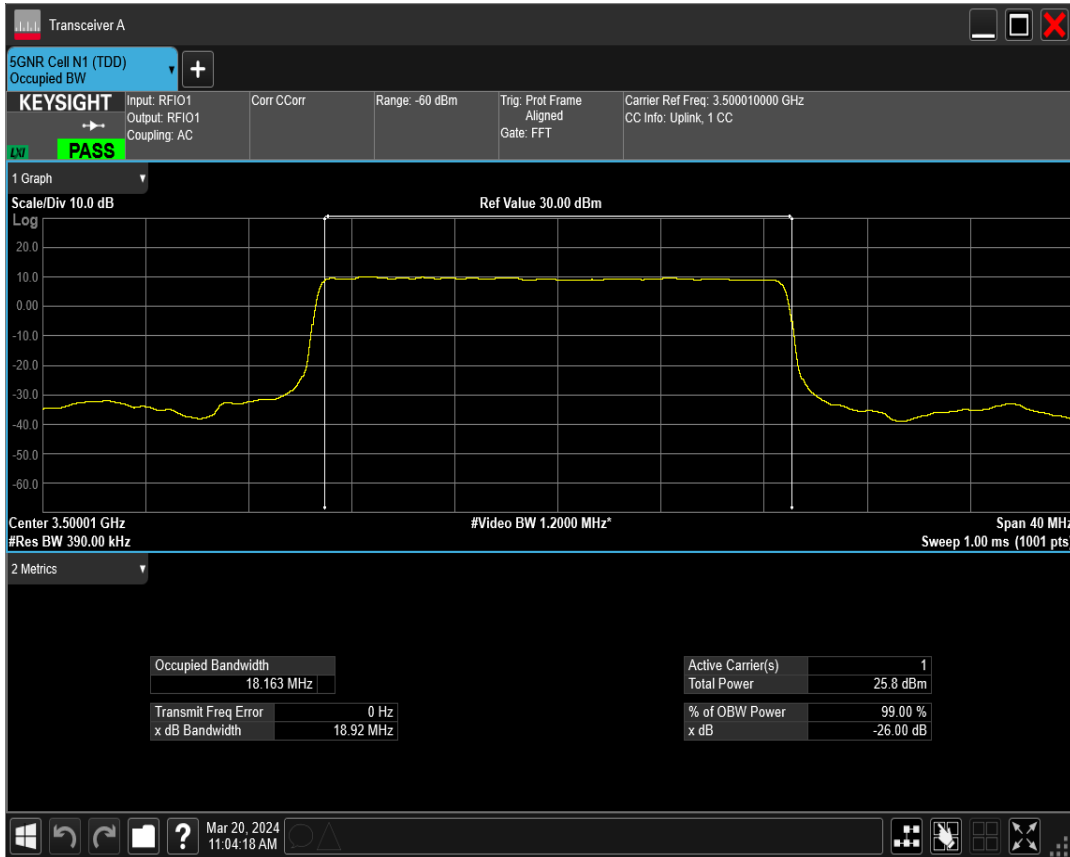 Transceiver A
5GNR Cell N1 (TDD)
Occupied BW
+
KEYSIGHT
LXI
PASS
Input: RFIO1
Output: RFIO1
Coupling: AC
Corr CCorr
Range: -60 dBm
Trig: Prot Frame
Aligned
Gate: FFT
Carrier Ref Freq: 3.500010000 GHz
CC Info: Uplink, 1 CC
1 Graph
Scale/Div 10.0 dB
Ref Value 30.00 dBm
Log
20.0
10.0
0.00
-10.0
-20.0
-30.0
-40.0
-50.0
-60.0
Center 3.50001 GHz
#Video BW 1.2000 MHz*
Span 40 MHz
#Res BW 390.00 kHz
Sweep 1.00 ms (1001 pts)
2 Metrics
Occupied Bandwidth
18.163 MHz
Transmit Freq Error 0 Hz
x dB Bandwidth 18.92 MHz
Active Carrier(s) 1
Total Power 25.8 dBm
% of OBW Power 99.00 %
x dB -26.00 dB
?
Mar 20, 2024
11:04:18 AM